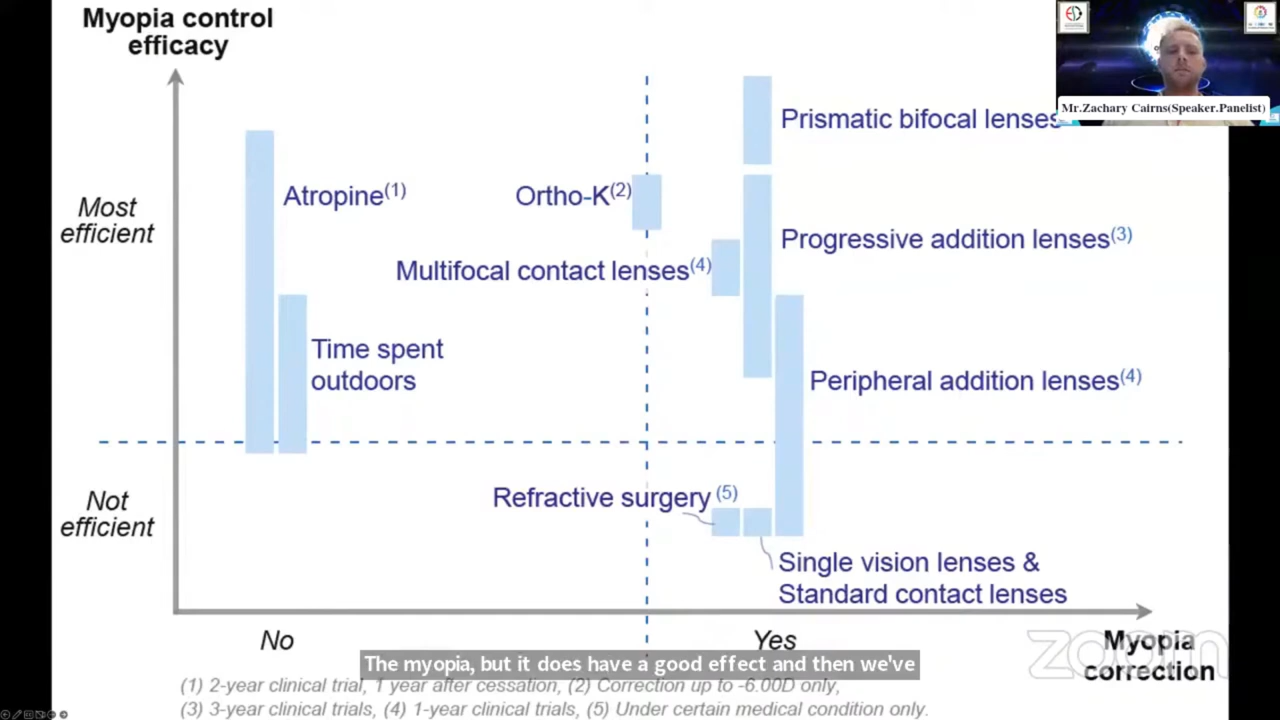 Myopia control
efficacy
Mr.Zachary Cairns(Speaker.Panelist)
Prismatic bifocal lenses
Most
efficient
Atropine(1)
Ortho-K(2)
Progressive addition lenses(3)
Multifocal contact lenses(4)
Time spent
outdoors
Peripheral addition lenses(4)
Not
efficient
Refractive surgery(5)
Single vision lenses &
Standard contact lenses
No
Yes
Myopia
correction
zoom
The myopia, but it does have a good effect and then we've
(1) 2-year clinical trial, 1 year after cessation, (2) Correction up to -6.00D only,
(3) 3-year clinical trials, (4) 1-year clinical trials, (5) Under certain medical condition only.